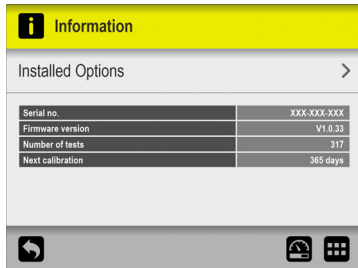 Information
Installed Options
Serial no. XXX-XXX-XXX
Firmware version V1.0.33
Number of tests 317
Next calibration 365 days